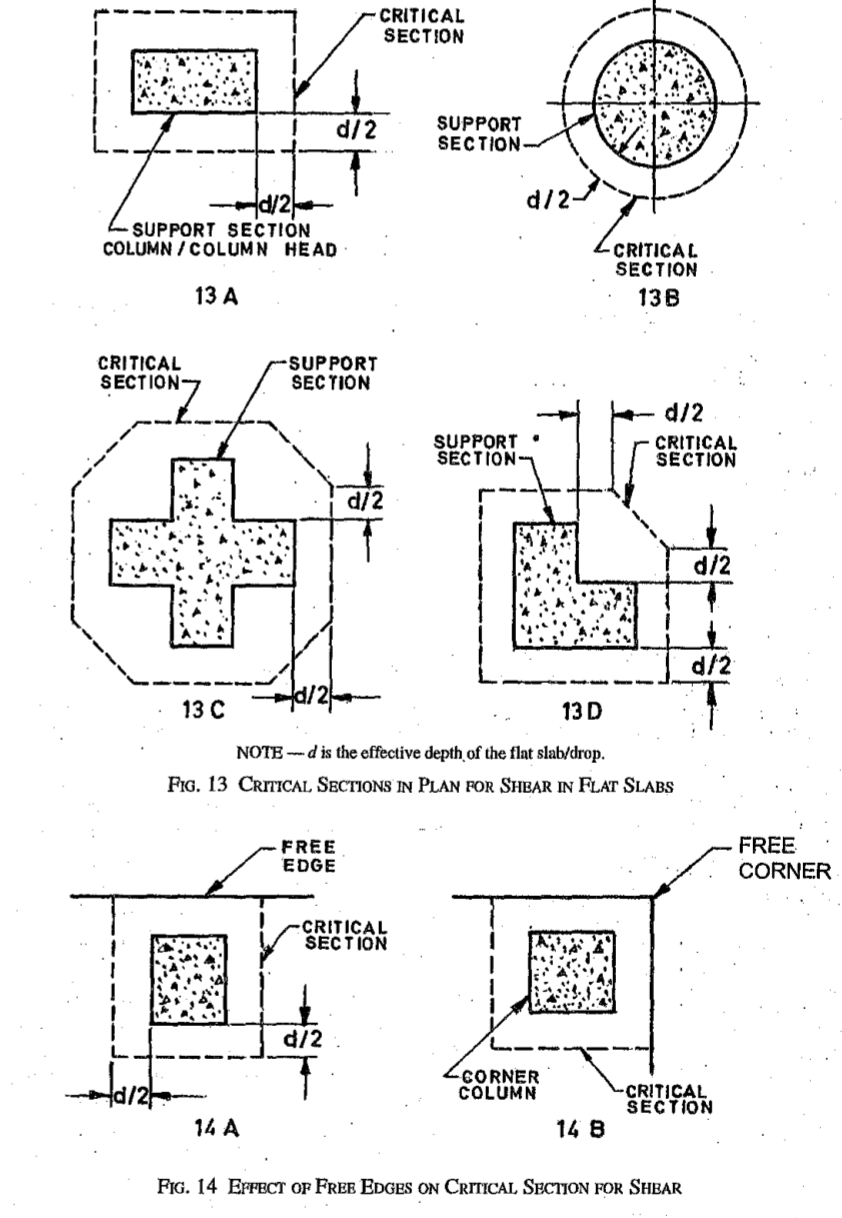 CRITICAL
SECTION
d/2
SUPPORT
SECTION
d/2
d/2
SUPPORT SECTION
COLUMN / COLUMN HEAD
CRITICAL
SECTION
13 A
13 B
CRITICAL
SECTION
SUPPORT
SECTION
d/2
SUPPORT
SECTION
CRITICAL
SECTION
d/2
d/2
d/2
d/2
13 C
13 D
NOTE — d is the effective depth of the flat slab/drop.
FIG. 13 CRITICAL SECTIONS IN PLAN FOR SHEAR IN FLAT SLABS
FREE
EDGE
FREE
CORNER
CRITICAL
SECTION
d/2
d/2
CORNER
COLUMN
CRITICAL
SECTION
14 A
14 B
FIG. 14 EFFECT OF FREE EDGES ON CRITICAL SECTION FOR SHEAR